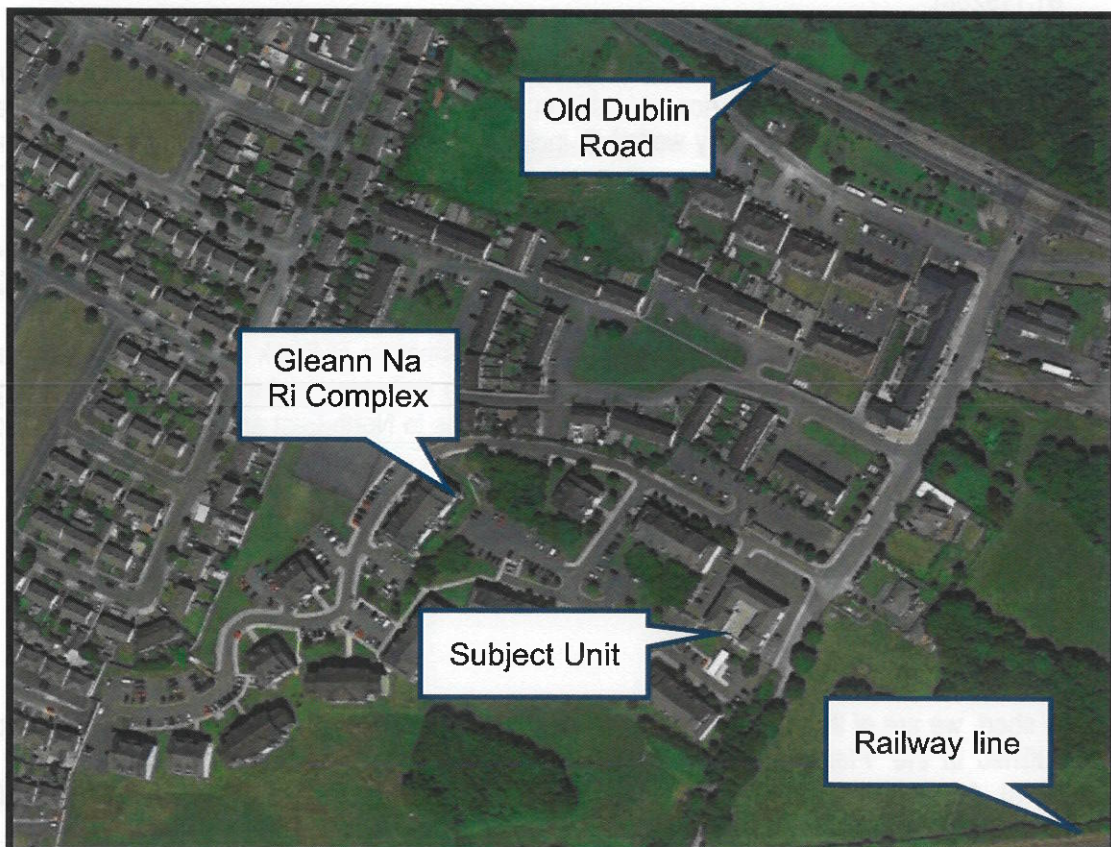 Old Dublin
Road
Gleann Na
Ri Complex
Subject Unit
Railway line